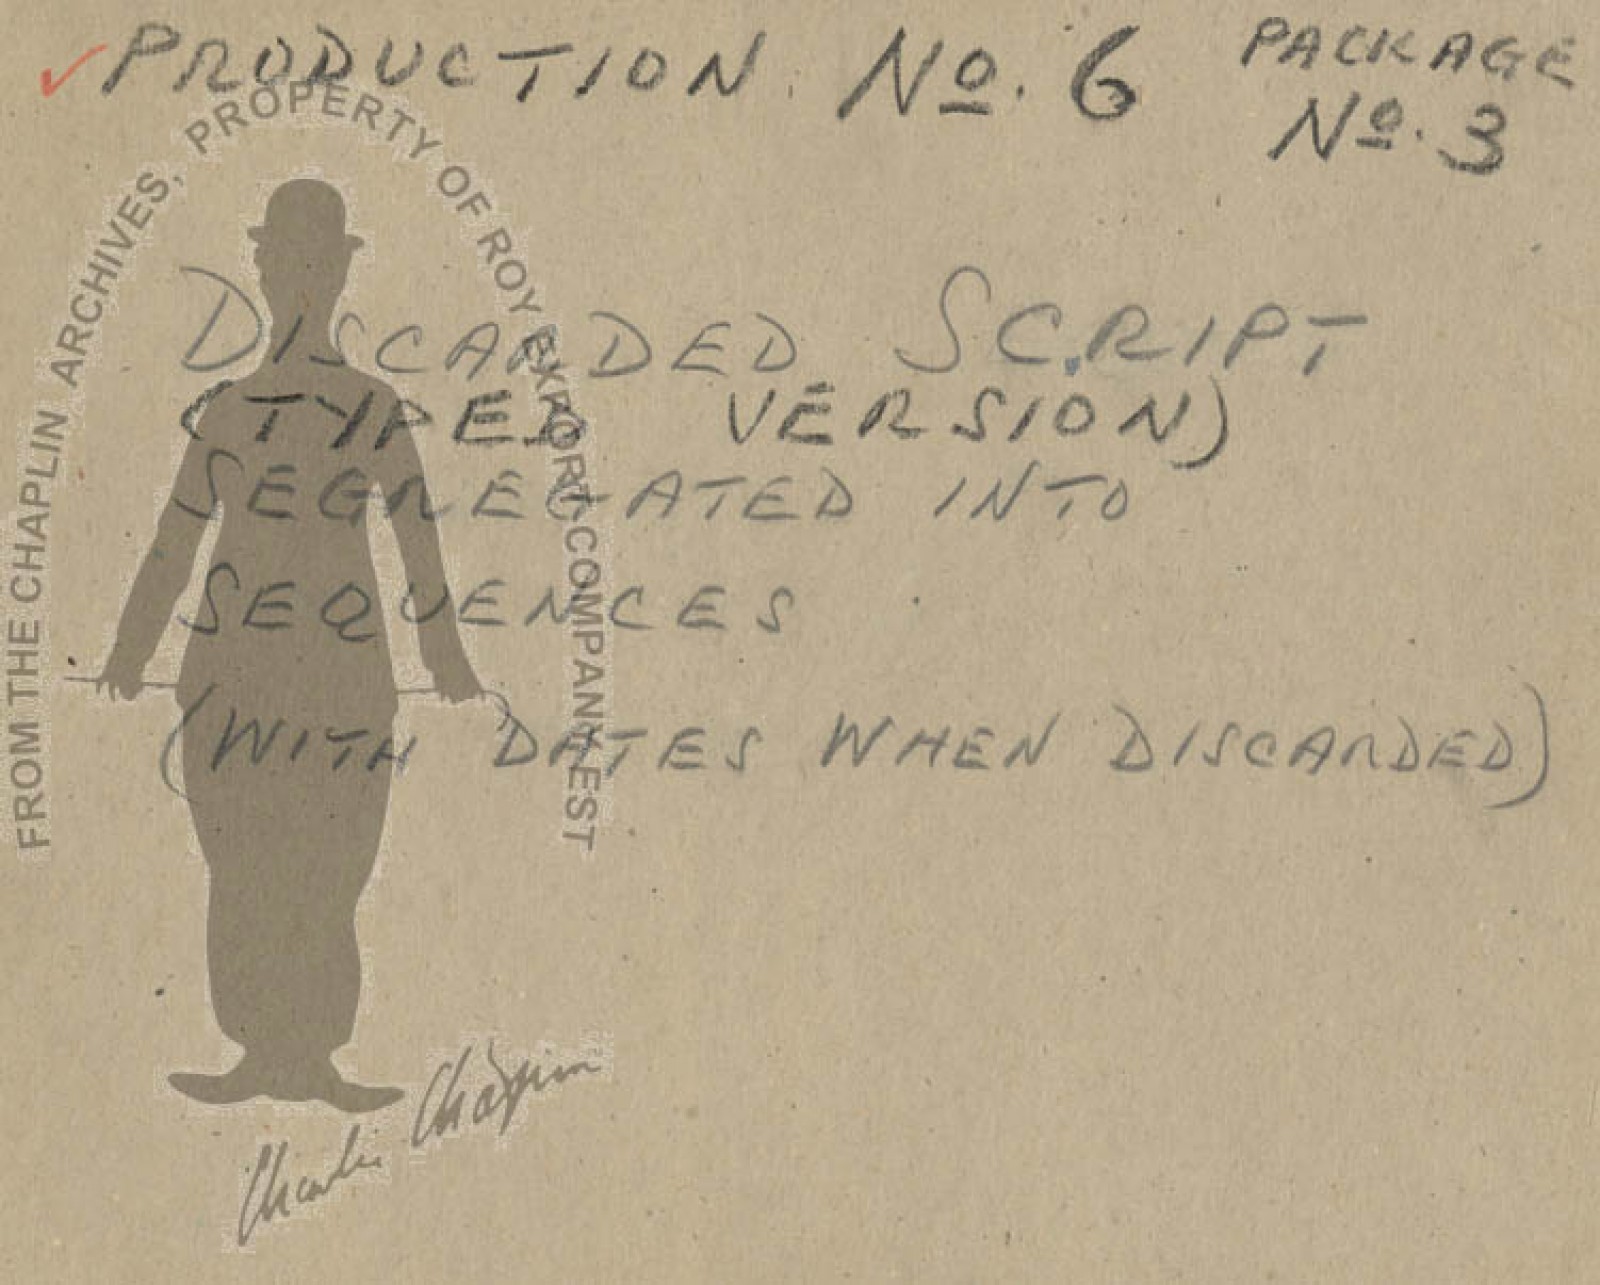 ✓ PRODUCTION. Nº. 6
PACKAGE
Nº. 3
DISCARDED SCRIPT
(TYPED VERSION)
SEGREGATED INTO
SEQUENCES
(WITH DATES WHEN DISCARDED)
FROM THE CHAPLIN ARCHIVES, PROPERTY OF ROY EXPORT COMPANY EST
Charlie Chaplin